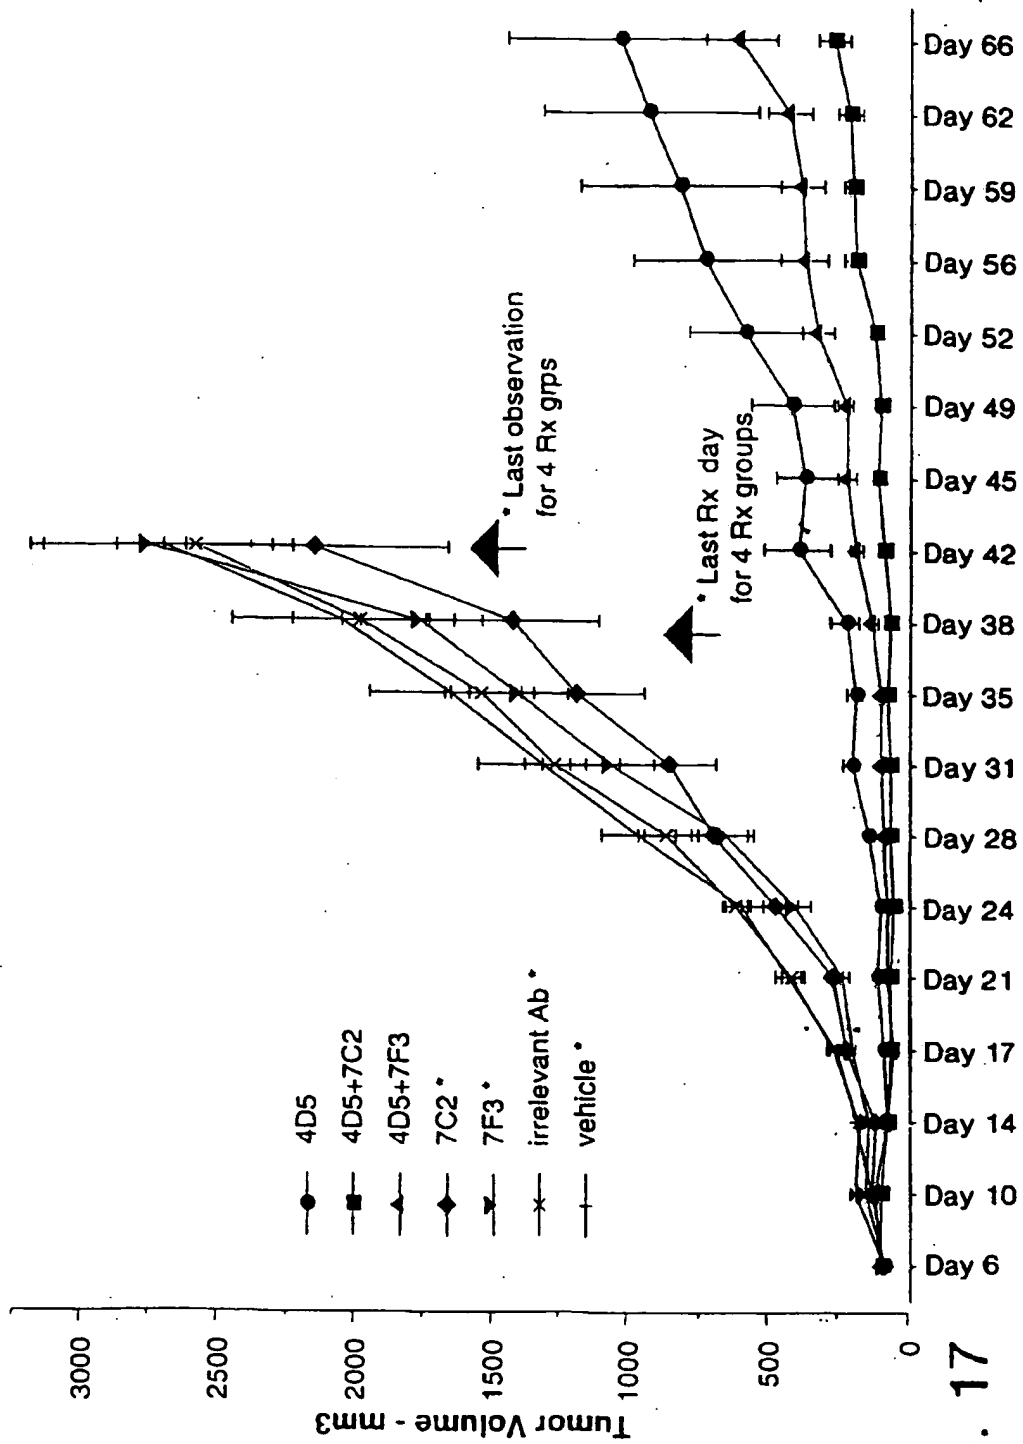 Tumor Volume - mm3
3000
2500
2000
1500
1000
500
0
4D5
4D5+7C2
4D5+7F3
7C2 *
7F3 *
irrelevant Ab *
vehicle *
* Last observation
for 4 Rx grps
* Last Rx day
for 4 Rx groups
Day 6
Day 10
Day 14
Day 17
Day 21
Day 24
Day 28
Day 31
Day 35
Day 38
Day 42
Day 45
Day 49
Day 52
Day 56
Day 59
Day 62
Day 66
. 17